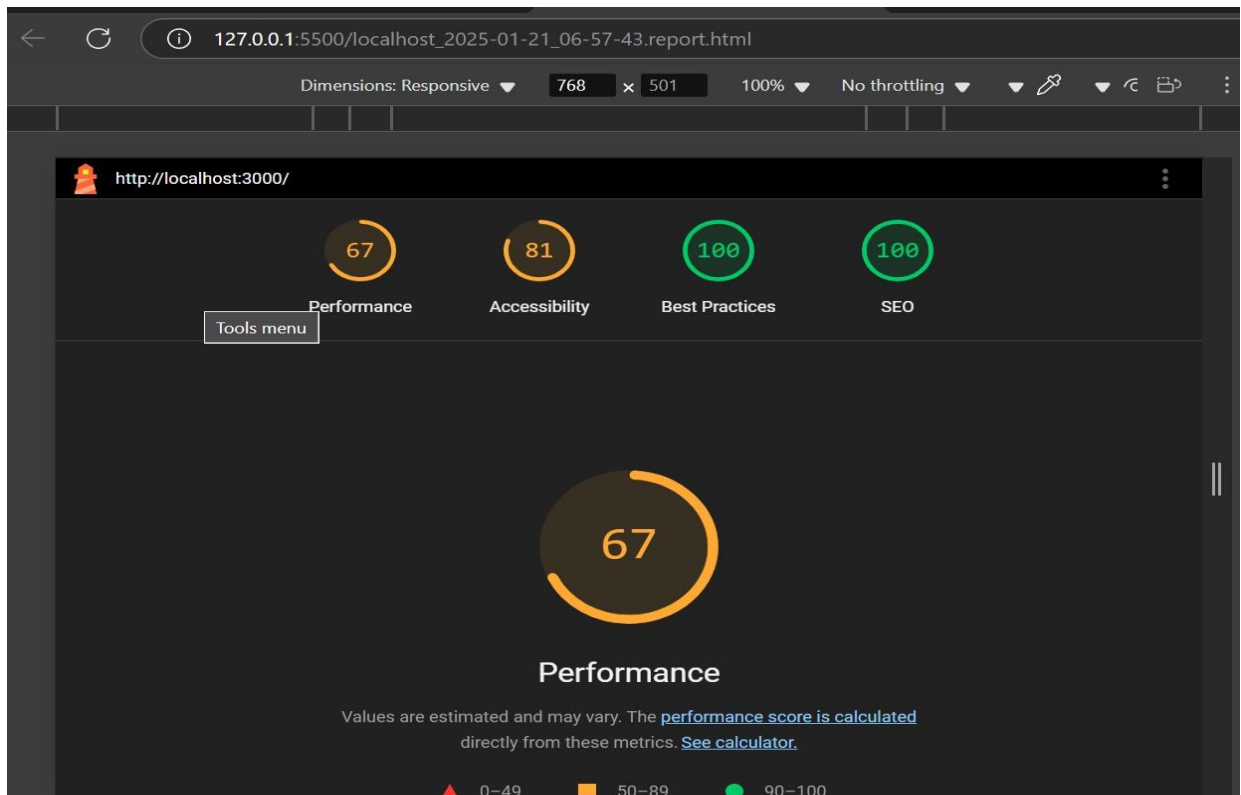 127.0.0.1:5500/localhost_2025-01-21_06-57-43.report.html
Dimensions: Responsive 768 × 501 100% No throttling
http://localhost:3000/
67 81 100 100
Performance Accessibility Best Practices SEO
Tools menu
67
Performance
Values are estimated and may vary. The performance score is calculated
directly from these metrics. See calculator.
0–49 50–89 90–100